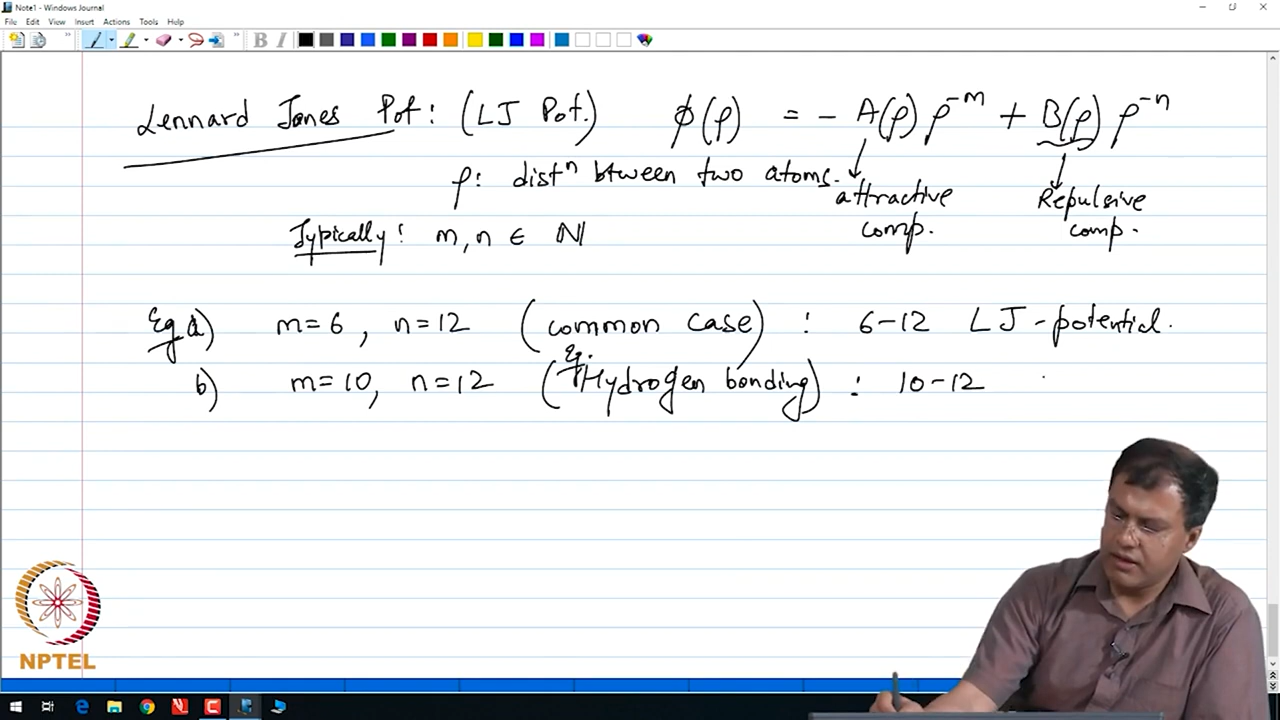 Note1 - Windows Journal
File Edit View Insert Actions Tools Help
B I
Lennard Jones Pot: (LJ Pot.) φ(ρ) = - A(ρ) ρ^-m + B(ρ) ρ^-n
ρ: distⁿ btween two atoms.
attractive comp.
Repulsive comp.
Typically: m, n ∈ ℕ
Eg a) m=6, n=12 (common case) : 6-12 LJ-potential.
b) m=10, n=12 (Eg. Hydrogen bonding) : 10-12
NPTEL